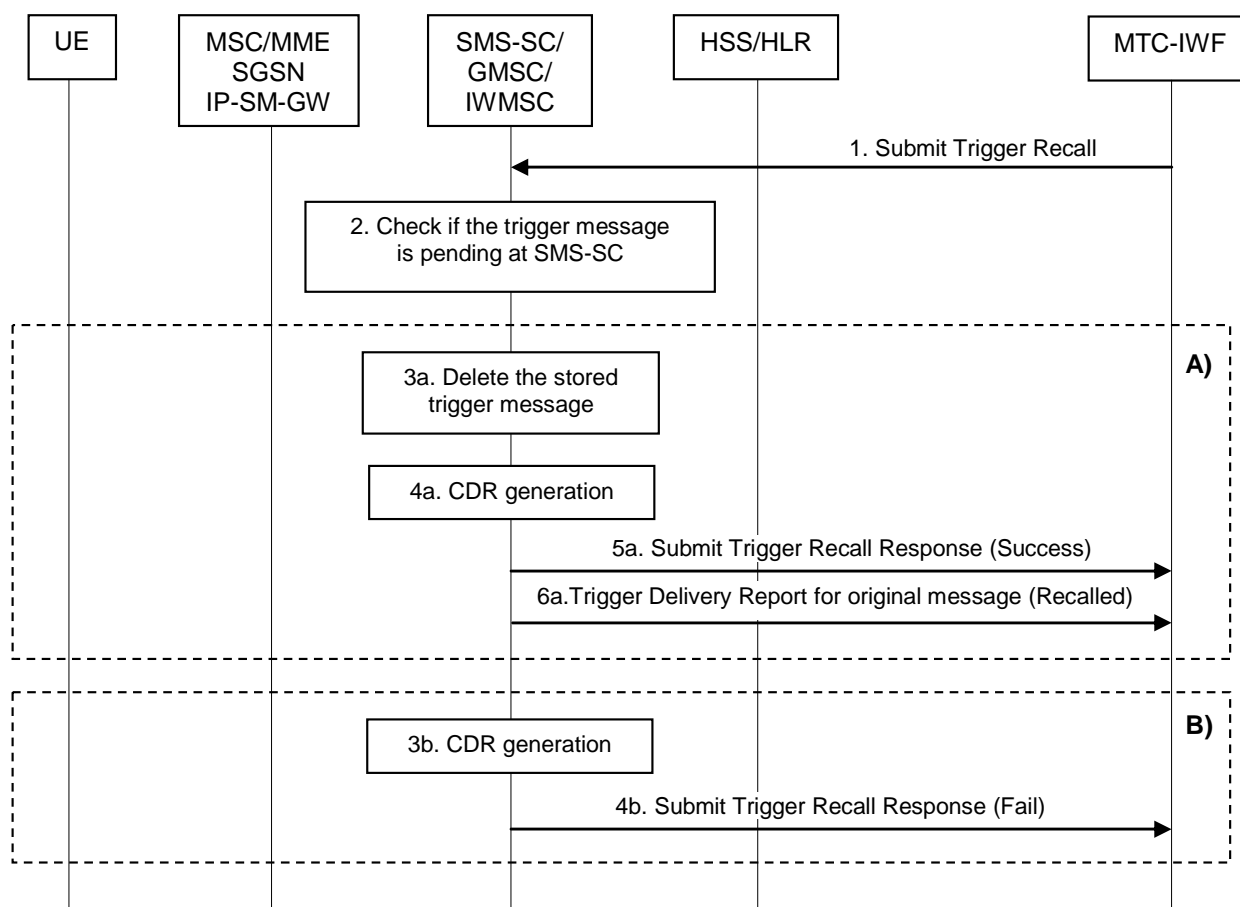 UE
MSC/MME
SGSN
IP-SM-GW
SMS-SC/
GMSC/
IWMSC
HSS/HLR
MTC-IWF
1. Submit Trigger Recall
2. Check if the trigger message
is pending at SMS-SC
A)
3a. Delete the stored
trigger message
4a. CDR generation
5a. Submit Trigger Recall Response (Success)
6a.Trigger Delivery Report for original message (Recalled)
B)
3b. CDR generation
4b. Submit Trigger Recall Response (Fail)